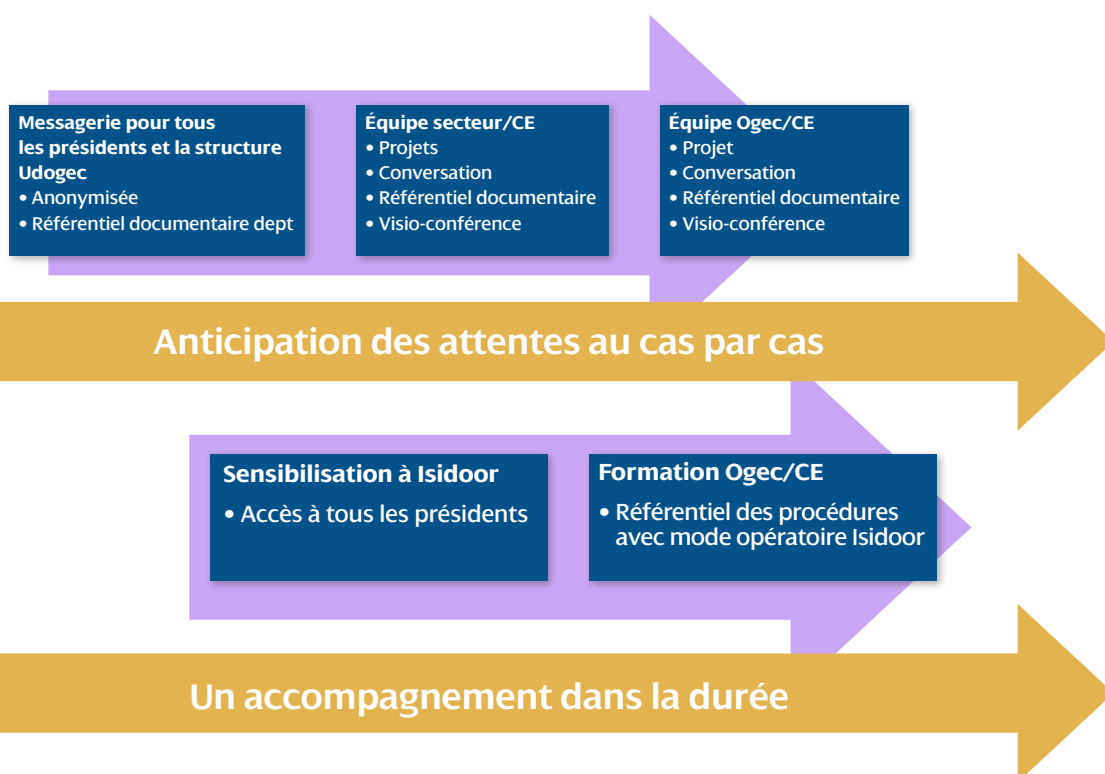 Messagerie pour tous
les présidents et la structure
Udogec
• Anonymisée
• Référentiel documentaire dept
Équipe secteur/CE
• Projets
• Conversation
• Référentiel documentaire
• Visio-conférence
Équipe Ogec/CE
• Projet
• Conversation
• Référentiel documentaire
• Visio-conférence
Anticipation des attentes au cas par cas
Sensibilisation à Isidoor
• Accès à tous les présidents
Formation Ogec/CE
• Référentiel des procédures
avec mode opératoire Isidoor
Un accompagnement dans la durée